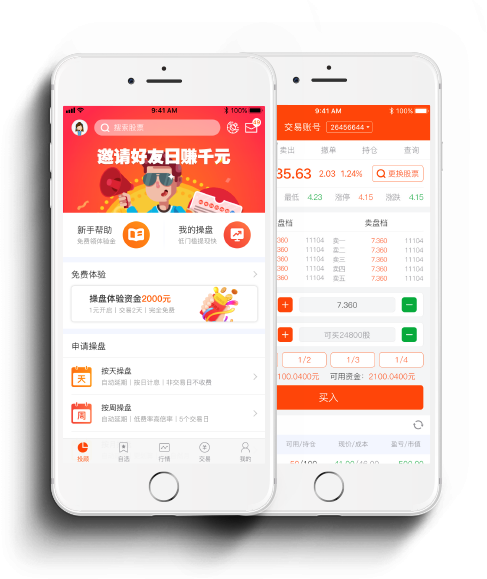 9:41 AM
100%
搜索股票
邀请好友日赚千元
新手帮助
免费领体验金
我的操盘
低门槛提现快
免费体验
操盘体验资金2000元
1元开启 | 交易2天 | 完全免费
申请操盘
天
按天操盘
自动延期 | 按日计息 | 非交易日不收费
周
按周操盘
自动延期 | 低费率高倍率 | 5个交易日
投顾
自选
行情
交易
我的
9:41 AM
100%
交易账号
26456644
卖出
撤单
持仓
查询
35.63
2.03
1.24%
更换股票
最低
4.23
涨停
4.15
涨跌
4.15
盘档
卖盘档
360
11104
卖一
7.360
11104
360
11104
卖二
7.360
11104
360
11104
卖三
7.360
11104
360
11104
卖四
7.360
11104
360
11104
卖五
7.360
11104
+
7.360
−
+
可买24800股
−
1/2
1/3
1/4
100.0400元
可用资金：2100.0400元
买入
可用/持仓
现价/成本
盈亏/市值